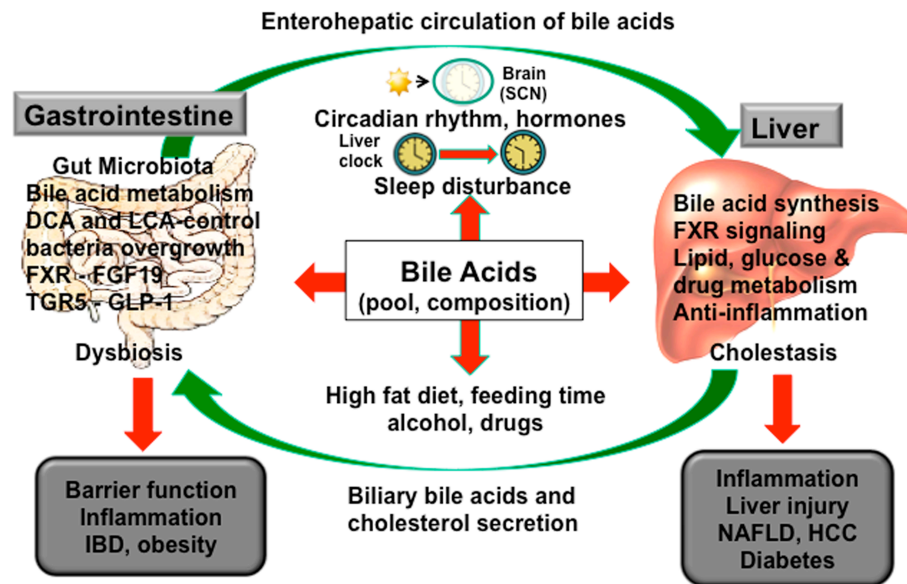 Enterohepatic circulation of bile acids
Gastrointestine
Gut Microbiota
Bile acid metabolism
DCA and LCA-control
bacteria overgrowth
FXR - FGF19
TGR5 - GLP-1
Dysbiosis
Barrier function
Inflammation
IBD, obesity
Brain
(SCN)
Circadian rhythm, hormones
Liver
clock
Sleep disturbance
Bile Acids
(pool, composition)
High fat diet, feeding time
alcohol, drugs
Biliary bile acids and
cholesterol secretion
Liver
Bile acid synthesis
FXR signaling
Lipid, glucose &
drug metabolism
Anti-inflammation
Cholestasis
Inflammation
Liver injury
NAFLD, HCC
Diabetes